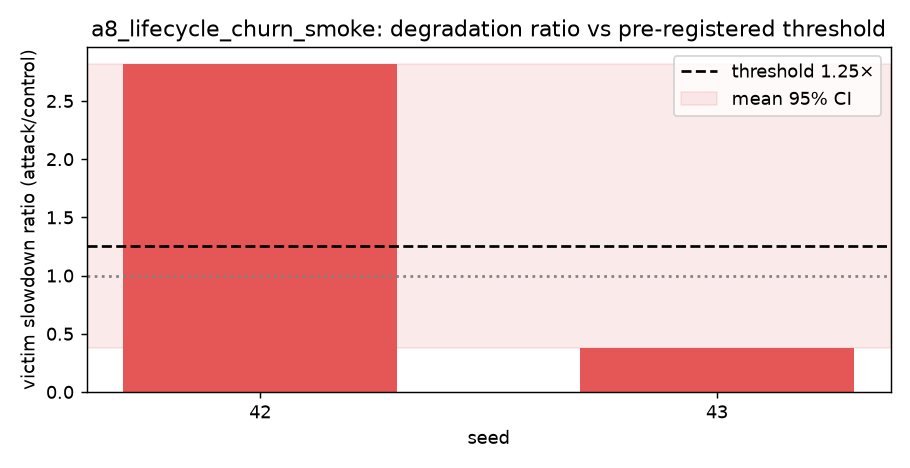 a8_lifecycle_churn_smoke: degradation ratio vs pre-registered threshold
victim slowdown ratio (attack/control)
2.5
2.0
1.5
1.0
0.5
0.0
threshold 1.25×
mean 95% CI
42
43
seed